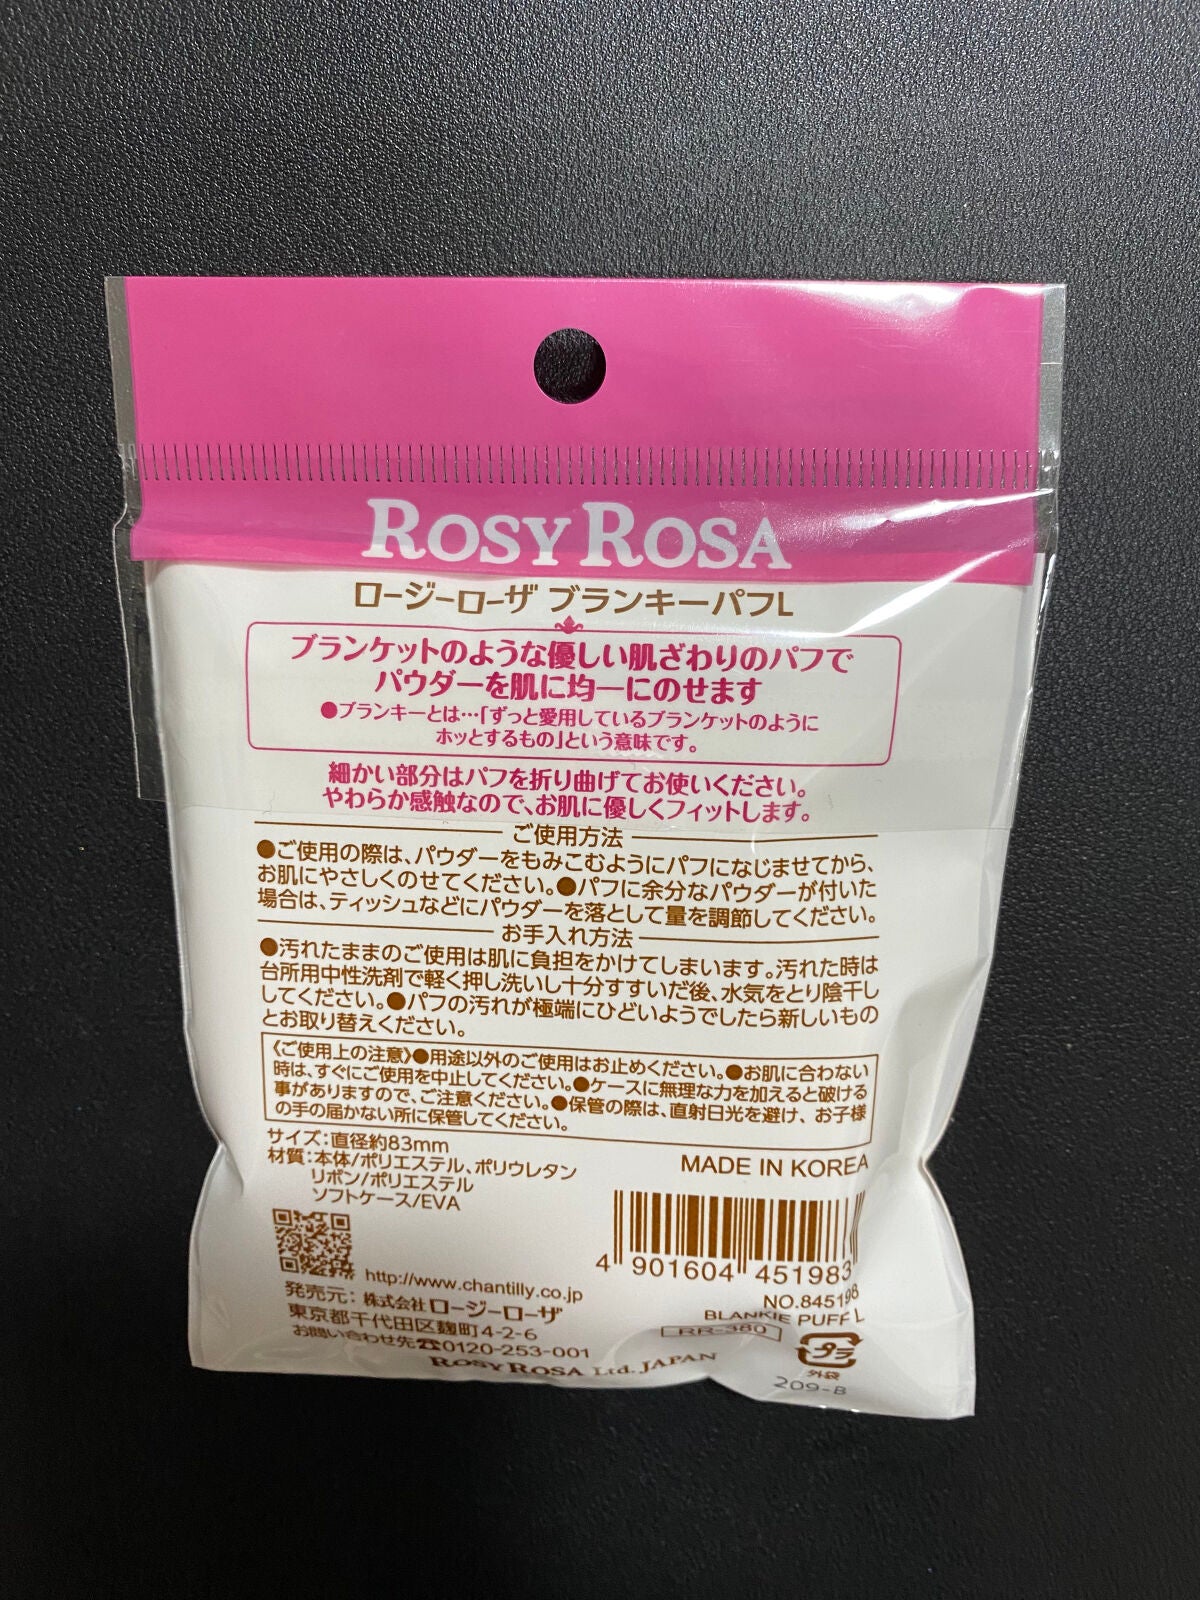 ROSY ROSA
ロージーローザ ブランキーパフL
ブランケットのような優しい肌ざわりのパフで
パウダーを肌に均一にのせます
●ブランキーとは…「ずっと愛用しているブランケットのように
ホッとするもの」という意味です。
細かい部分はパフを折り曲げてお使いください。
やわらか感触なので、お肌に優しくフィットします。
ご使用方法
●ご使用の際は、パウダーをもみこむようにパフになじませてから、
お肌にやさしくのせてください。●パフに余分なパウダーが付いた
場合は、ティッシュなどにパウダーを落として量を調節してください。
お手入れ方法
●汚れたままのご使用は肌に負担をかけてしまいます。汚れた時は
台所用中性洗剤で軽く押し洗いし十分すすいだ後、水気をとり陰干し
してください。●パフの汚れが極端にひどいようでしたら新しいもの
とお取り替えください。
《ご使用上の注意》●用途以外のご使用はお止めください。●お肌に合わない
時は、すぐにご使用を中止してください。●ケースに無理な力を加えると破ける
事がありますので、ご注意ください。●保管の際は、直射日光を避け、お子様
の手の届かない所に保管してください。
サイズ:直径約83mm
材質:本体/ポリエステル、ポリウレタン
リボン/ポリエステル
ソフトケース/EVA
MADE IN KOREA
4 901604 451983
http://www.chantilly.co.jp
NO.845198
発売元:株式会社ロージーローザ
BLANKIE PUFF L
東京都千代田区麹町4-2-6
RR-380
お問い合わせ先☎0120-253-001
プラ
外袋
ROSY ROSA Ltd. JAPAN
209-B